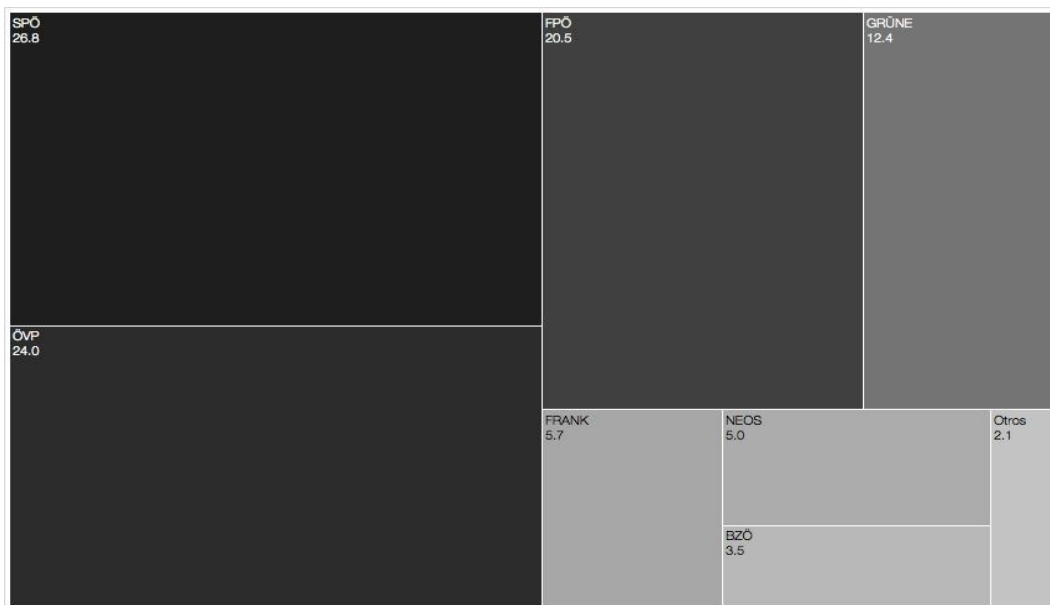 SPÖ
26.8
FPÖ
20.5
GRÜNE
12.4
ÖVP
24.0
FRANK
5.7
NEOS
5.0
Otros
2.1
BZÖ
3.5